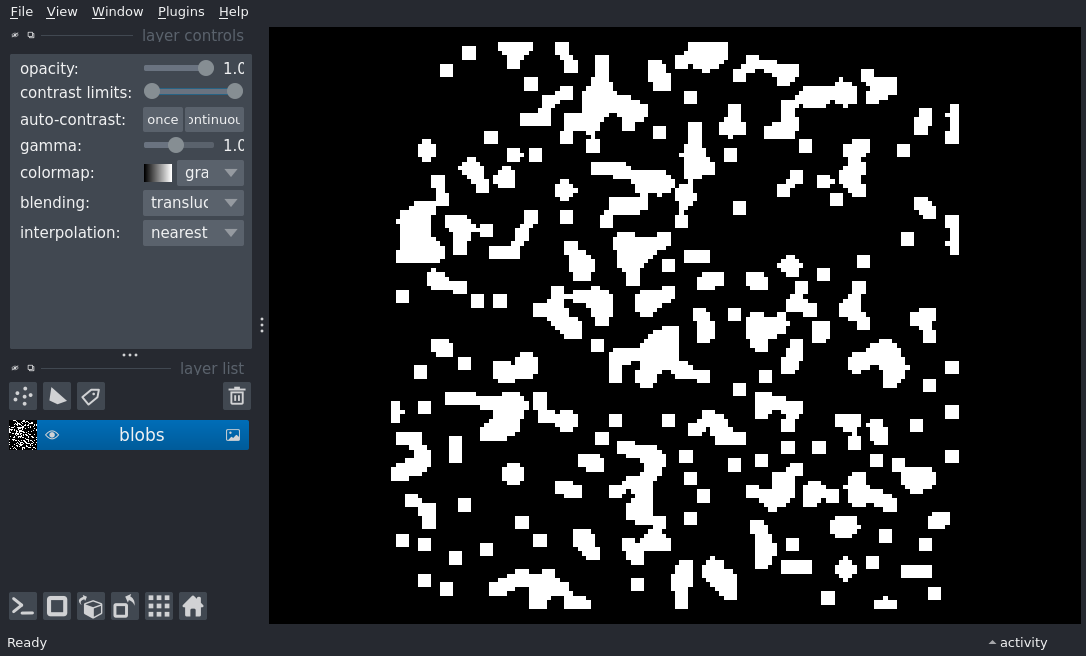 File View Window Plugins Help
layer controls
opacity: 1.0
contrast limits:
auto-contrast: once ontinuou
gamma: 1.0
colormap: gra
blending: transluc
interpolation: nearest
layer list
blobs
Ready
activity